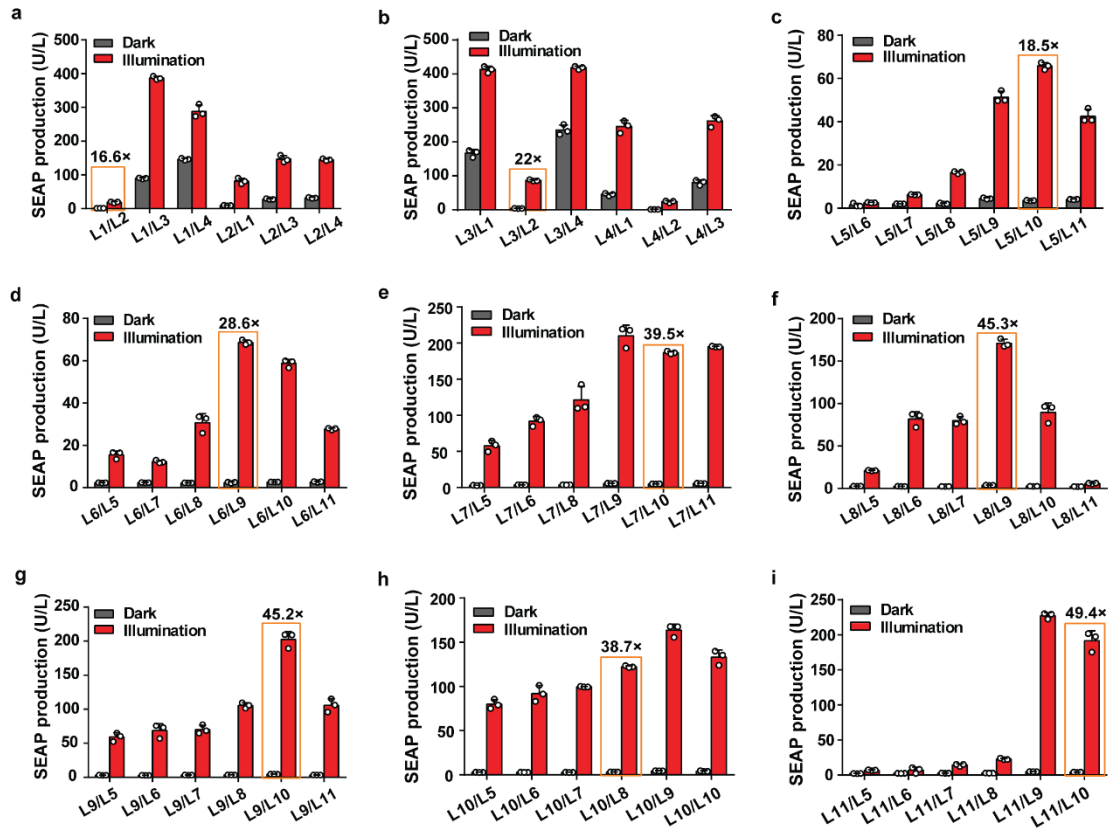 a
SEAP production (U/L)
Dark
Illumination
500
400
300
200
100
0
16.6×
L1/L2
L1/L3
L1/L4
L2/L1
L2/L3
L2/L4
b
SEAP production (U/L)
Dark
Illumination
500
400
300
200
100
0
22×
L3/L1
L3/L2
L3/L4
L4/L1
L4/L2
L4/L3
c
SEAP production (U/L)
Dark
Illumination
80
60
40
20
0
18.5×
L5/L6
L5/L7
L5/L8
L5/L9
L5/L10
L5/L11
d
SEAP production (U/L)
Dark
Illumination
80
60
40
20
0
28.6×
L6/L5
L6/L7
L6/L8
L6/L9
L6/L10
L6/L11
e
SEAP production (U/L)
Dark
Illumination
250
200
150
100
50
0
39.5×
L7/L5
L7/L6
L7/L8
L7/L9
L7/L10
L7/L11
f
SEAP production (U/L)
Dark
Illumination
200
150
100
50
0
45.3×
L8/L5
L8/L6
L8/L7
L8/L9
L8/L10
L8/L11
g
SEAP production (U/L)
Dark
Illumination
250
200
150
100
50
0
45.2×
L9/L5
L9/L6
L9/L7
L9/L8
L9/L10
L9/L11
h
SEAP production (U/L)
Dark
Illumination
200
150
100
50
0
38.7×
L10/L5
L10/L6
L10/L7
L10/L8
L10/L9
L10/L10
i
SEAP production (U/L)
Dark
Illumination
250
200
150
100
50
0
49.4×
L11/L5
L11/L6
L11/L7
L11/L8
L11/L9
L11/L10